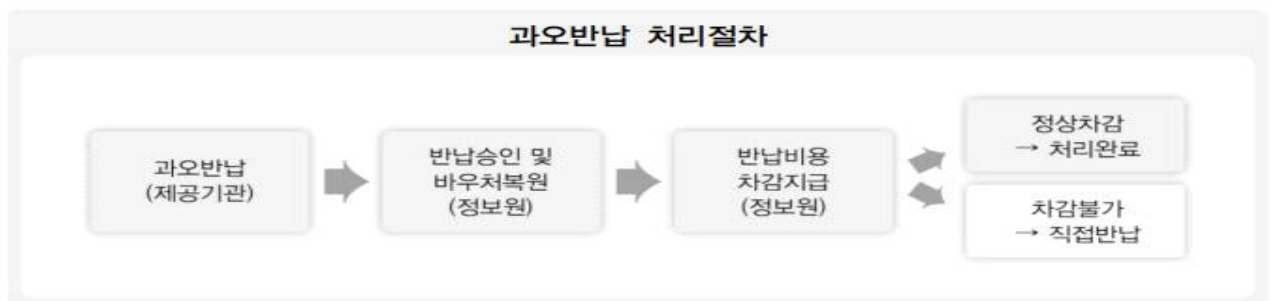 과오반납 처리절차
과오반납
(제공기관)
반납승인 및
바우처복원
(정보원)
반납비용
차감지급
(정보원)
정상차감
→ 처리완료
차감불가
→ 직접반납